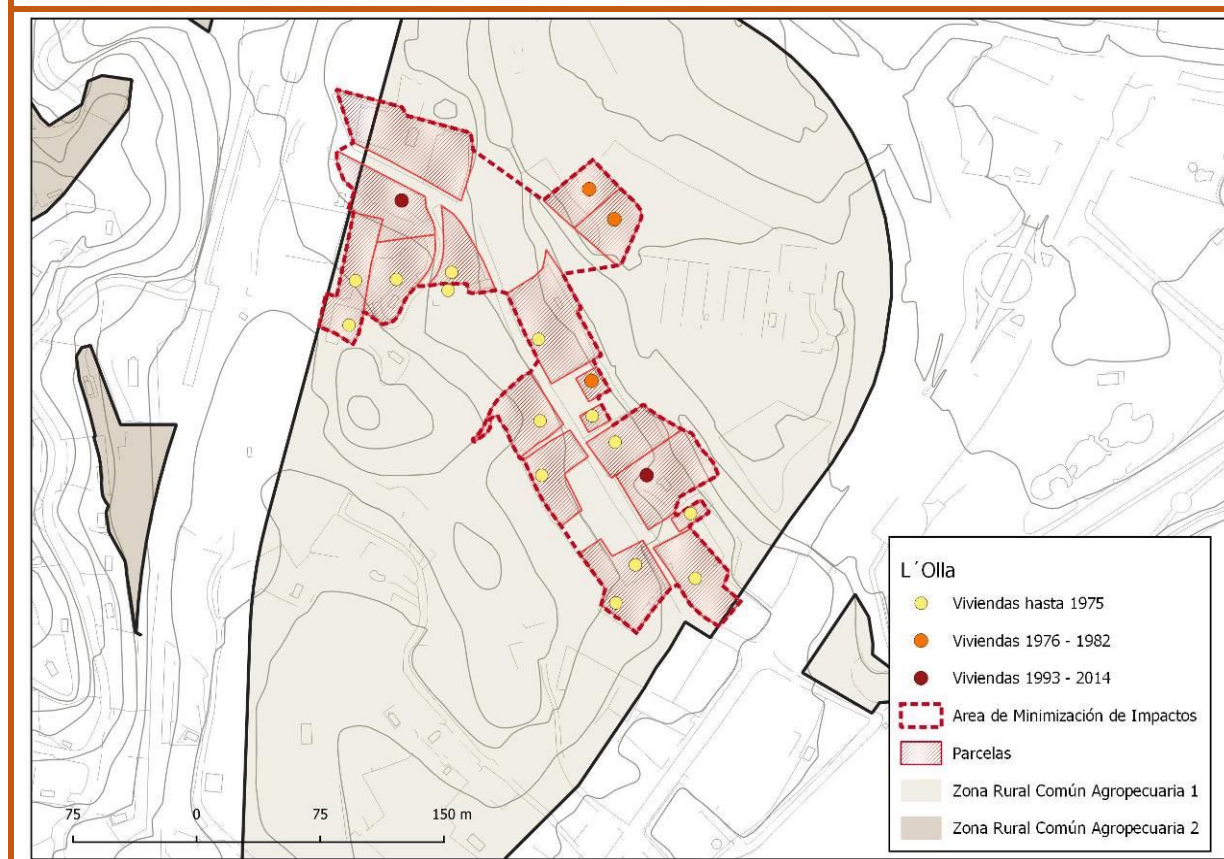 L´Olla
Viviendas hasta 1975
Viviendas 1976 - 1982
Viviendas 1993 - 2014
Area de Minimización de Impactos
Parcelas
Zona Rural Común Agropecuaria 1
Zona Rural Común Agropecuaria 2
75 0 75 150 m